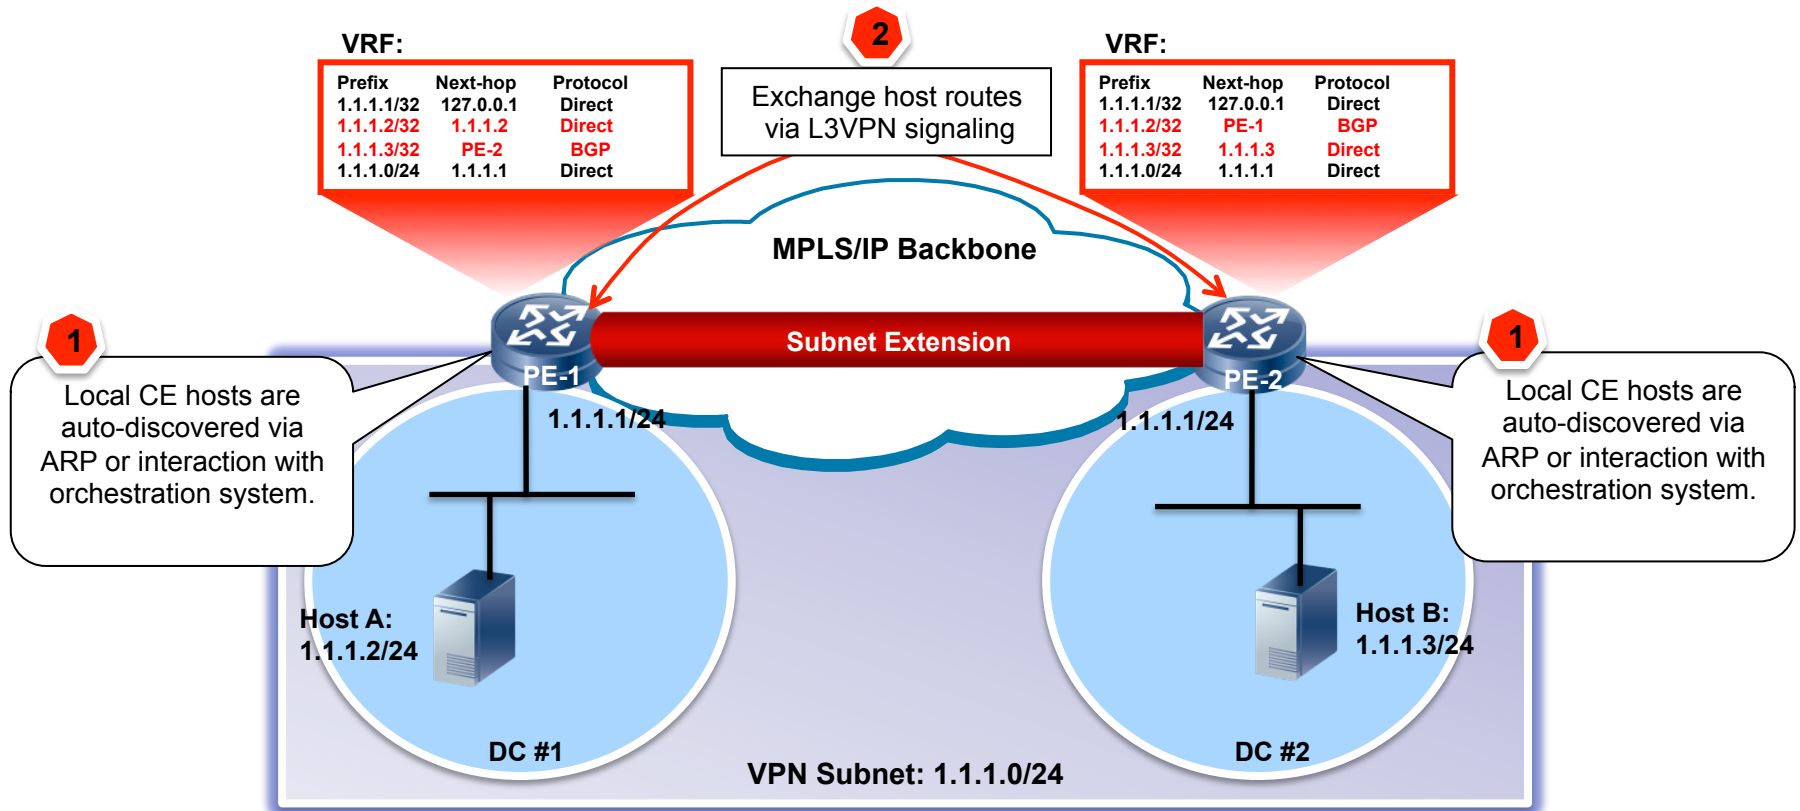 2
VRF:
Prefix Next-hop Protocol
1.1.1.1/32 127.0.0.1 Direct
1.1.1.2/32 1.1.1.2 Direct
1.1.1.3/32 PE-2 BGP
1.1.1.0/24 1.1.1.1 Direct
Exchange host routes
via L3VPN signaling
VRF:
Prefix Next-hop Protocol
1.1.1.1/32 127.0.0.1 Direct
1.1.1.2/32 PE-1 BGP
1.1.1.3/32 1.1.1.3 Direct
1.1.1.0/24 1.1.1.1 Direct
MPLS/IP Backbone
1
Local CE hosts are
auto-discovered via
ARP or interaction with
orchestration system.
Subnet Extension
PE-1
PE-2
1.1.1.1/24
1.1.1.1/24
1
Local CE hosts are
auto-discovered via
ARP or interaction with
orchestration system.
Host A:
1.1.1.2/24
Host B:
1.1.1.3/24
DC #1
DC #2
VPN Subnet: 1.1.1.0/24